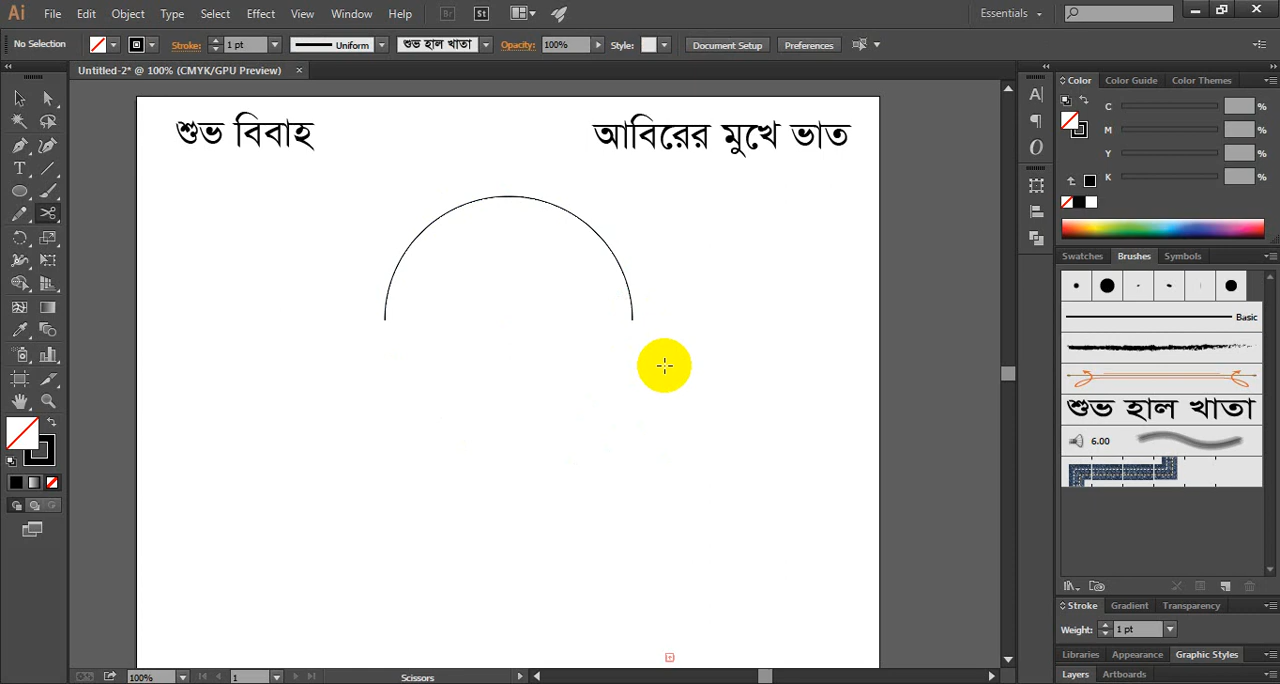 Ai File Edit Object Type Select Effect View Window Help Br St Essentials
No Selection Stroke: 1 pt Uniform শুভ হাল খাতা Opacity: 100% Style: Document Setup Preferences
Untitled-2* @ 100% (CMYK/GPU Preview) ×
শুভ বিবাহ আবিরের মুখে ভাত
Color Color Guide Color Themes
C %
M %
Y %
K %
Swatches Brushes Symbols
Basic
শুভ হাল খাতা
6.00
Stroke Gradient Transparency
Weight: 1 pt
Libraries Appearance Graphic Styles
Layers Artboards
100% 1 Scissors